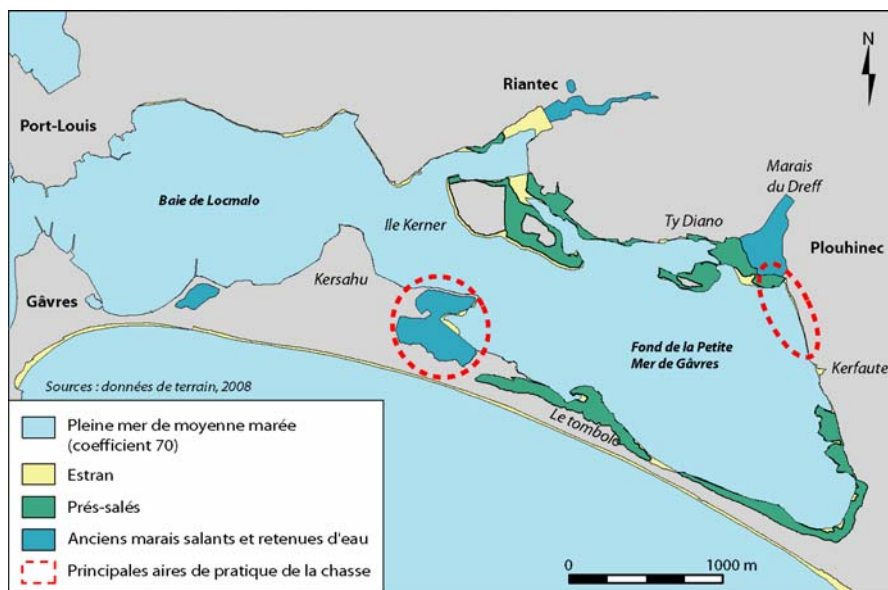 N
Riantec
Port-Louis
Marais
du Dreff
Baie de Locmalo
Ile Kerner
Ty Diano
Plouhinec
Kersahu
Gâvres
Fond de la Petite
Mer de Gâvres
Kerfaute
Sources : données de terrain, 2008
Le tombolo
Pleine mer de moyenne marée
(coefficient 70)
Estran
Prés-salés
Anciens marais salants et retenues d'eau
Principales aires de pratique de la chasse
0
1000 m